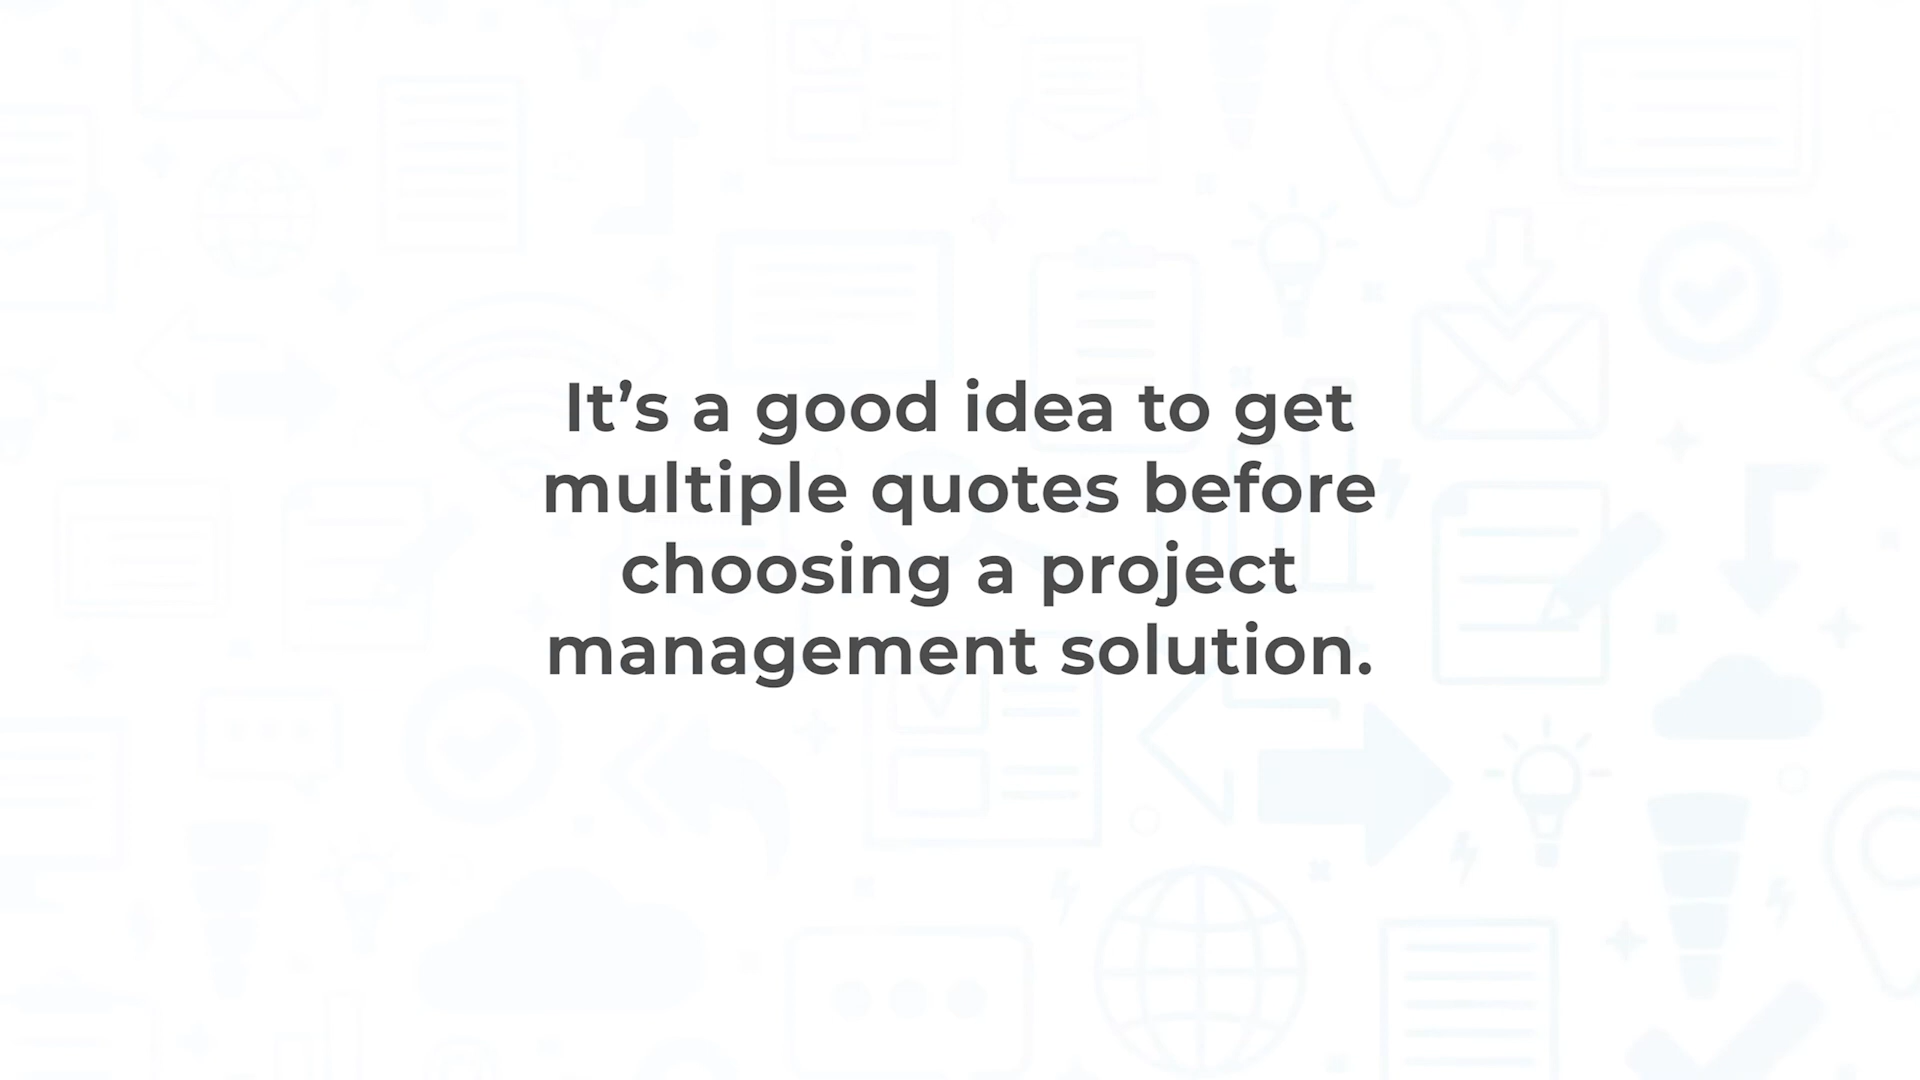 It’s a good idea to get
multiple quotes before
choosing a project
management solution.